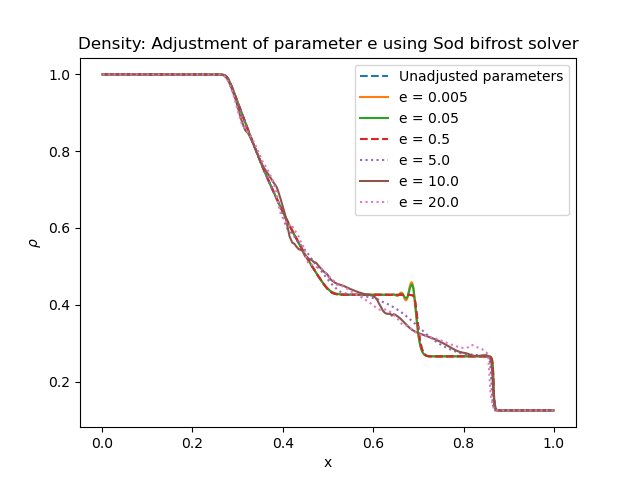 Density: Adjustment of parameter e using Sod bifrost solver
Unadjusted parameters
e = 0.005
e = 0.05
e = 0.5
e = 5.0
e = 10.0
e = 20.0
1.0
0.8
0.6
0.4
0.2
ρ
0.0 0.2 0.4 0.6 0.8 1.0
x